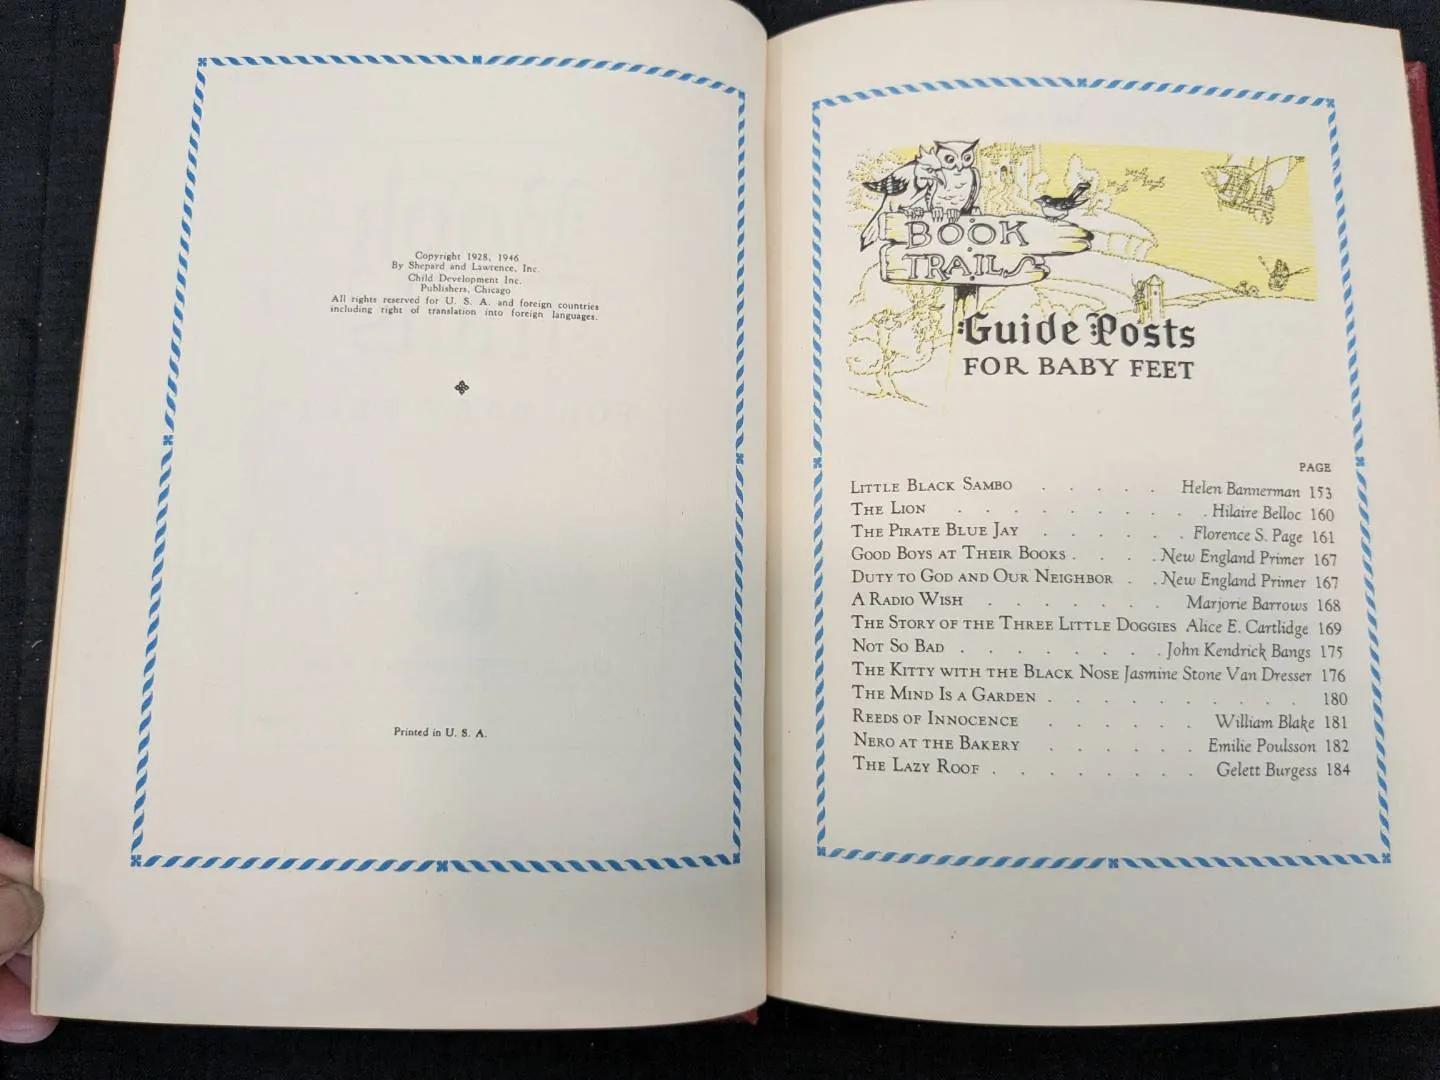 Copyright 1928, 1946
By Shepard and Lawrence, Inc.
Child Development Inc.
Publishers, Chicago
All rights reserved for U. S. A. and foreign countries
including right of translation into foreign languages.
Printed in U. S. A.
BOOK
TRAILS
Guide Posts
FOR BABY FEET
PAGE
LITTLE BLACK SAMBO . . . . . Helen Bannerman 153
THE LION . . . . . . . . . Hilaire Belloc 160
THE PIRATE BLUE JAY . . . . . . Florence S. Page 161
GOOD BOYS AT THEIR BOOKS . . . New England Primer 167
DUTY TO GOD AND OUR NEIGHBOR . . New England Primer 167
A RADIO WISH . . . . . . . Marjorie Barrows 168
THE STORY OF THE THREE LITTLE DOGGIES Alice E. Cartlidge 169
NOT SO BAD . . . . . . . . John Kendrick Bangs 175
THE KITTY WITH THE BLACK NOSE Jasmine Stone Van Dresser 176
THE MIND IS A GARDEN . . . . . . . . . . 180
REEDS OF INNOCENCE . . . . . . William Blake 181
NERO AT THE BAKERY . . . . . . Emilie Poulsson 182
THE LAZY ROOF . . . . . . . . Gelett Burgess 184